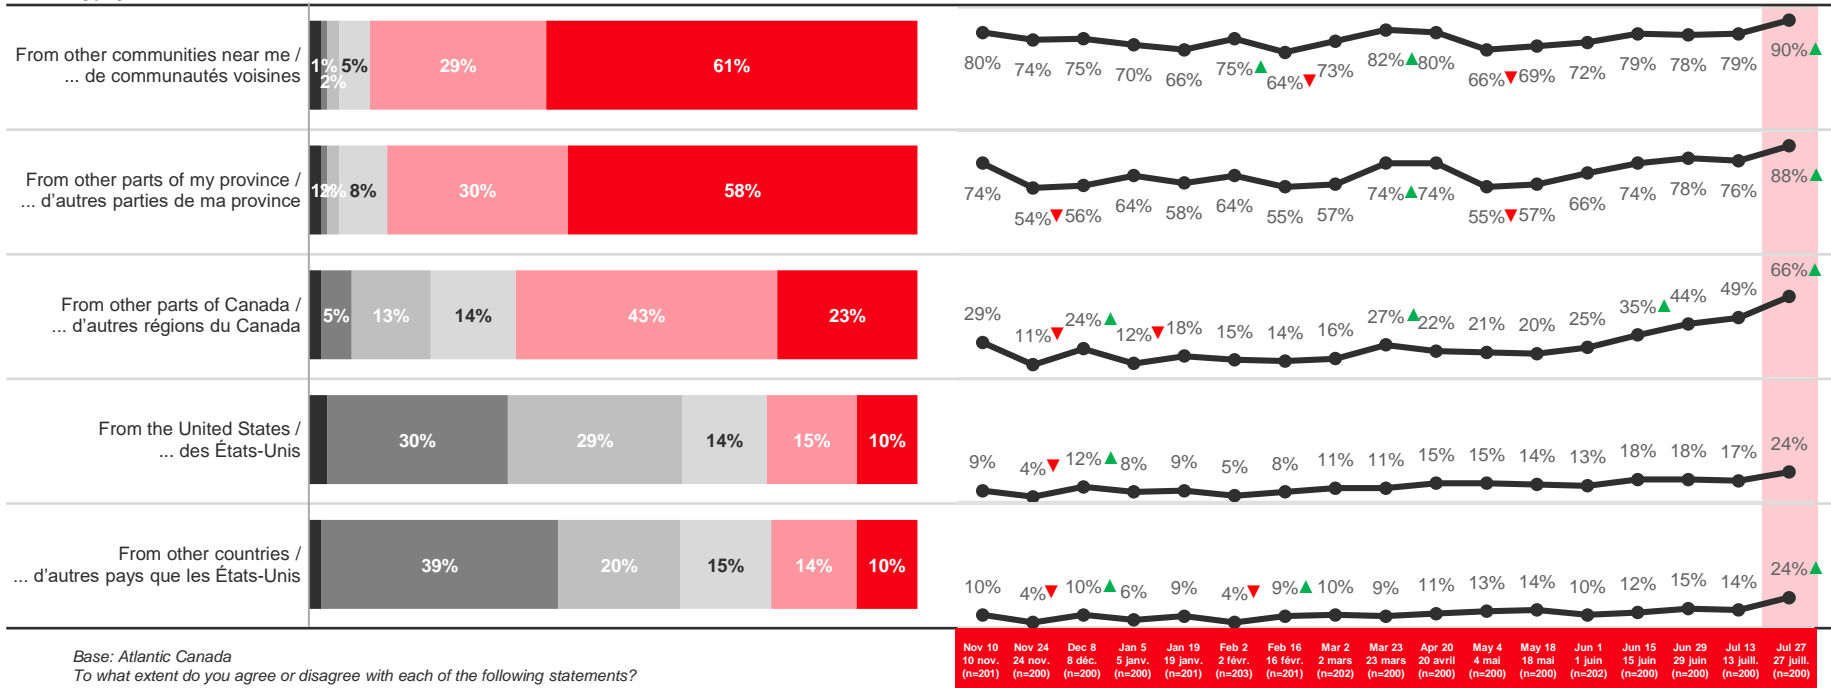 From other communities near me /
... de communautés voisines
1% 2% 5% 29% 61%
80% 74% 75% 70% 66% 75% 64% 73% 82% 80% 66% 69% 72% 79% 78% 79% 90%
From other parts of my province /
... d'autres parties de ma province
1% 2% 2% 8% 30% 58%
74% 54% 56% 64% 58% 64% 55% 57% 74% 74% 55% 57% 66% 74% 78% 76% 88%
From other parts of Canada /
... d'autres régions du Canada
5% 13% 14% 43% 23%
29% 11% 24% 12% 18% 15% 14% 16% 27% 22% 21% 20% 25% 35% 44% 49% 66%
From the United States /
... des États-Unis
30% 29% 14% 15% 10%
9% 4% 12% 8% 9% 5% 8% 11% 11% 15% 15% 14% 13% 18% 18% 17% 24%
From other countries /
... d'autres pays que les États-Unis
39% 20% 15% 14% 10%
10% 4% 10% 6% 9% 4% 9% 10% 9% 11% 13% 14% 10% 12% 15% 14% 24%
Nov 10 Nov 24 Dec 8 Jan 5 Jan 19 Feb 2 Feb 16 Mar 2 Mar 23 Apr 20 May 4 May 18 Jun 1 Jun 15 Jun 29 Jul 13 Jul 27
10 nov. 24 nov. 8 déc. 5 janv. 19 janv. 2 févr. 16 févr. 2 mars 23 mars 20 avril 4 mai 18 mai 1 juin 15 juin 29 juin 13 juill. 27 juill.
(n=201) (n=200) (n=200) (n=200) (n=201) (n=203) (n=201) (n=202) (n=200) (n=200) (n=200) (n=200) (n=202) (n=200) (n=200) (n=200) (n=200)
Base: Atlantic Canada
To what extent do you agree or disagree with each of the following statements?